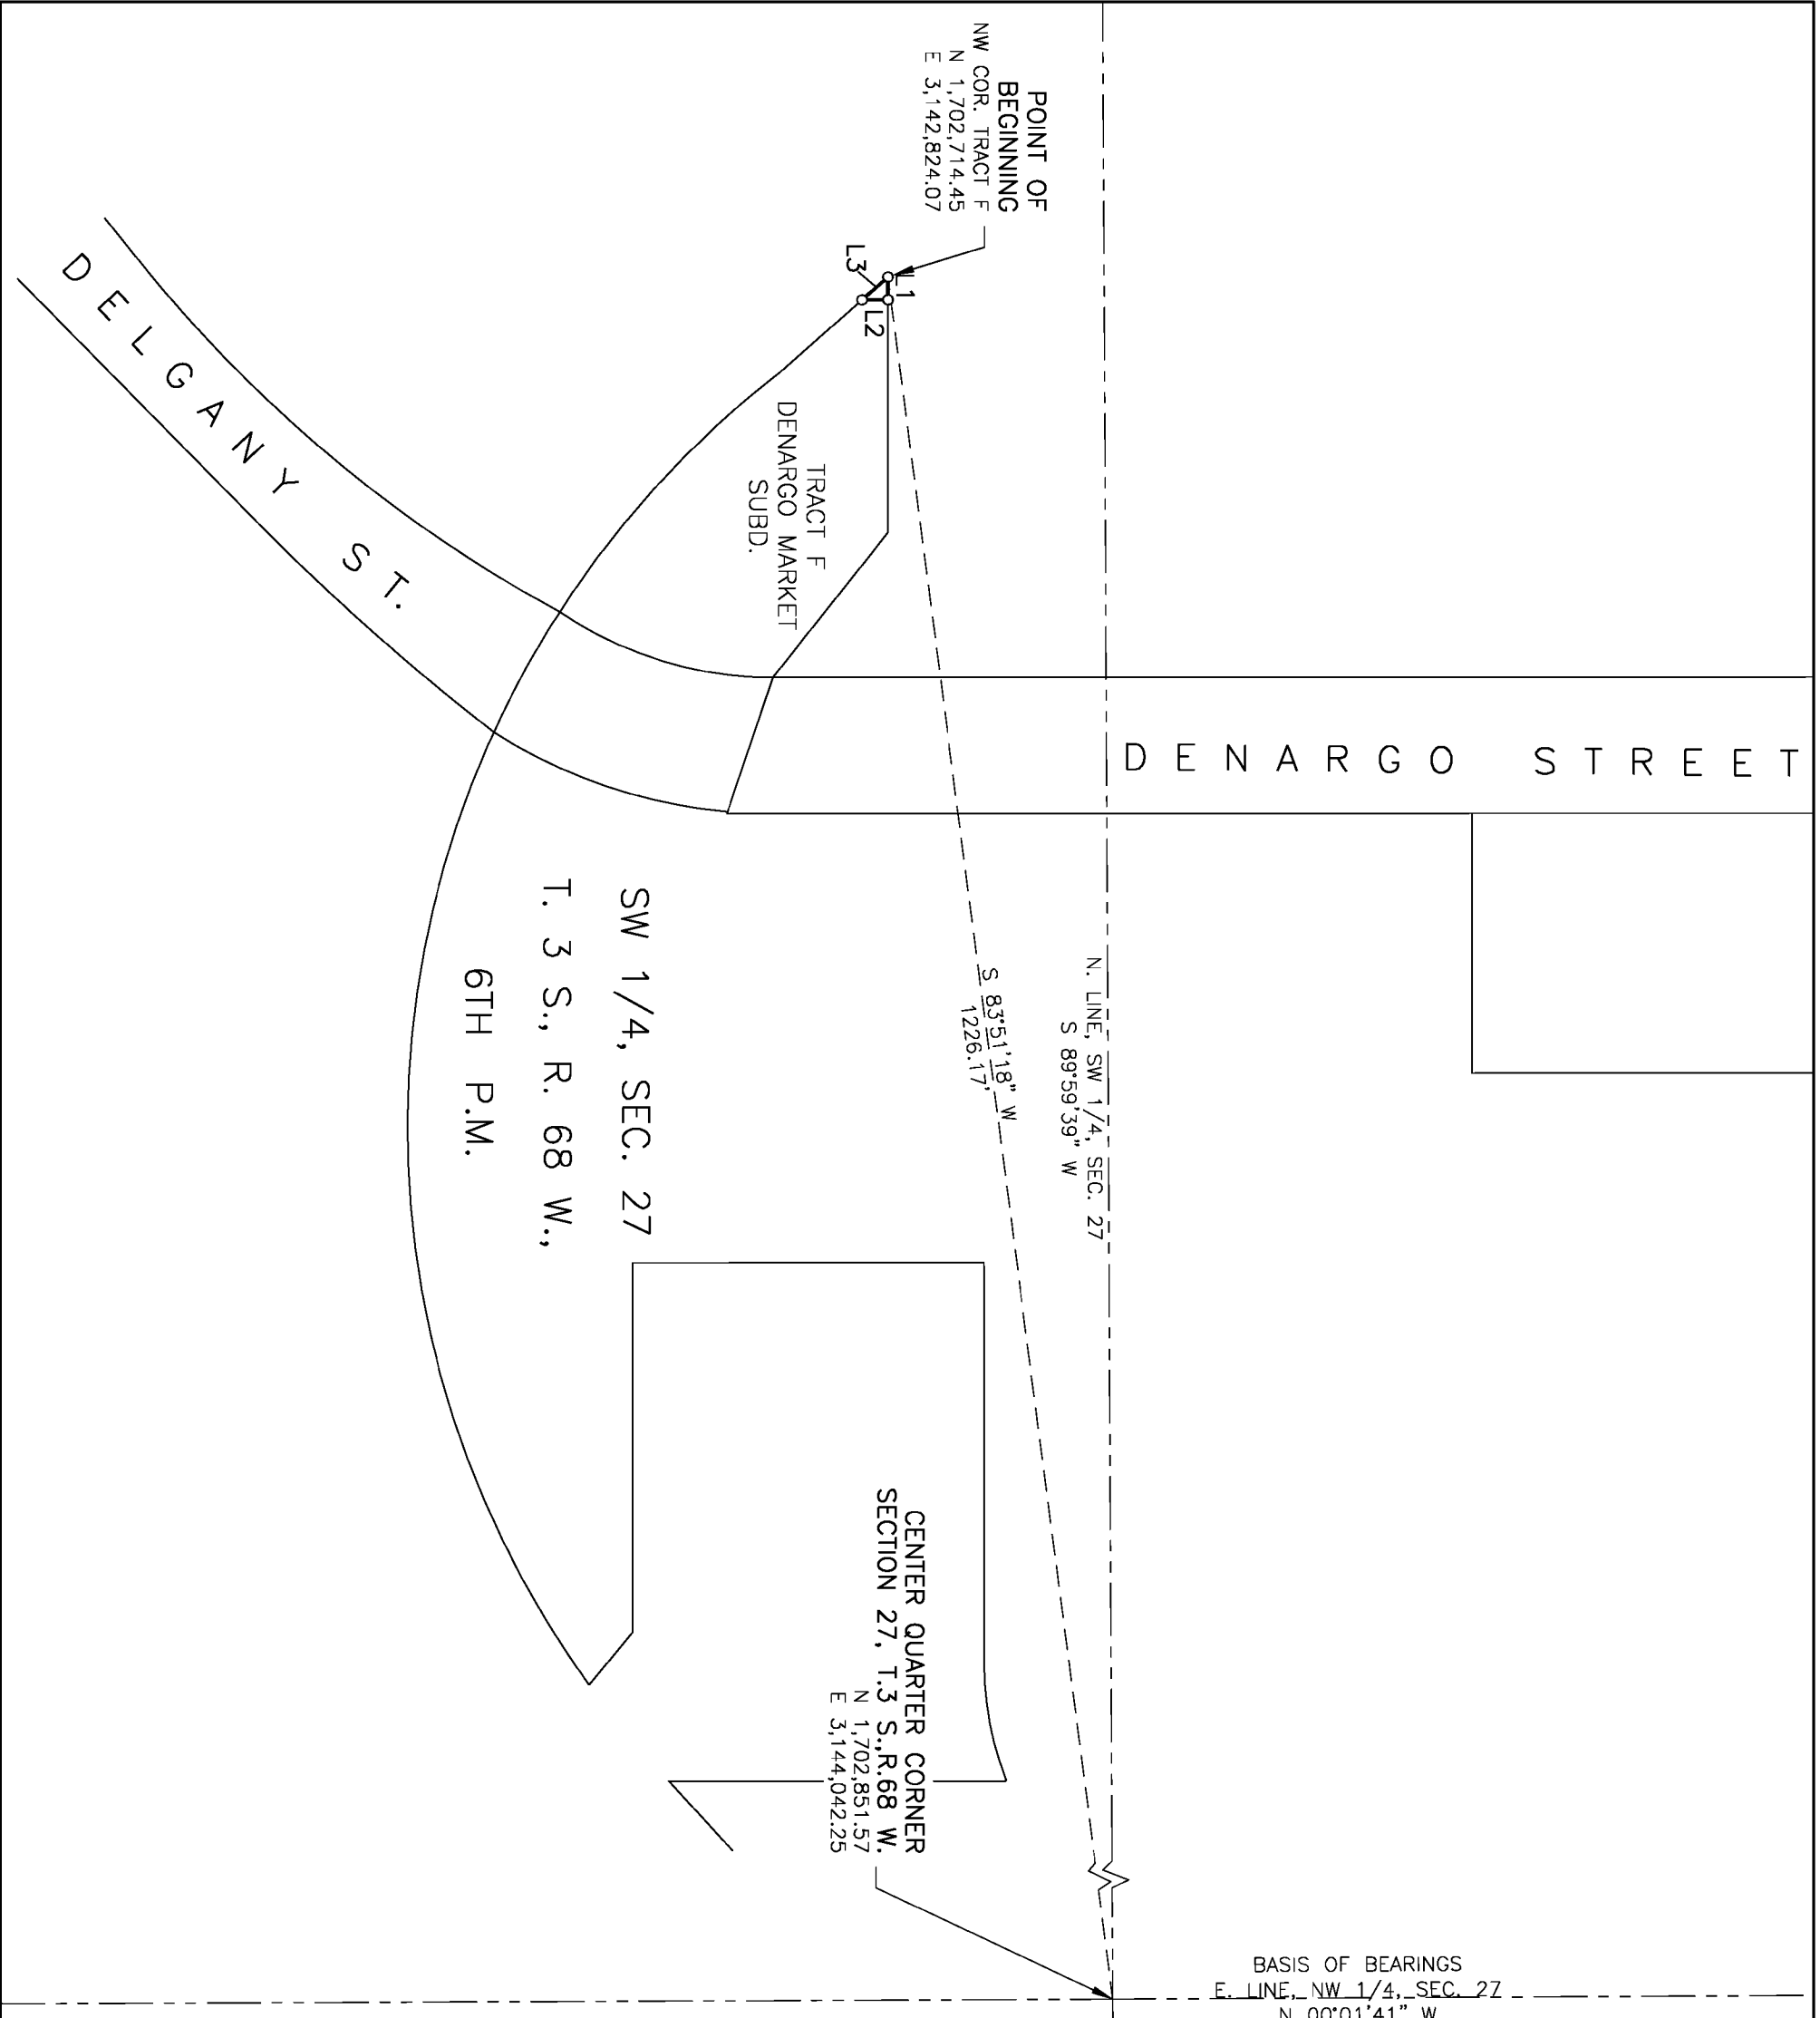 POINT OF
BEGINNING
NW COR. TRACT F
N 1,702,714.45
E 3,142,824.07
L1
L2
L3
TRACT F
DENARGO MARKET
SUBD.
DELGANY ST.
DENARGO STREET
N. LINE, SW 1/4, SEC. 27
S 89°59'39" W
S 83°51'18" W
1226.17'
SW 1/4, SEC. 27
T. 3 S., R. 68 W.,
6TH P.M.
CENTER QUARTER CORNER
SECTION 27, T.3 S.,R.68 W.
N 1,702,851.57
E 3,144,042.25
BASIS OF BEARINGS
E. LINE, NW 1/4, SEC. 27
N 00°01'41" W